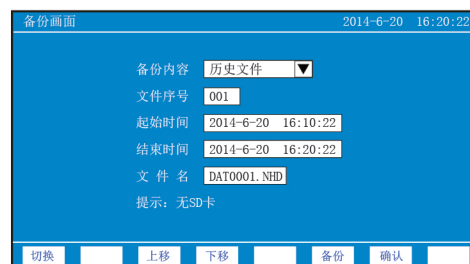 备份画面 2014-6-20 16:20:22
备份内容 历史文件
文件序号 001
起始时间 2014-6-20 16:10:22
结束时间 2014-6-20 16:20:22
文 件 名 DAT0001.NHD
提示：无SD卡
切换 上移 下移 备份 确认